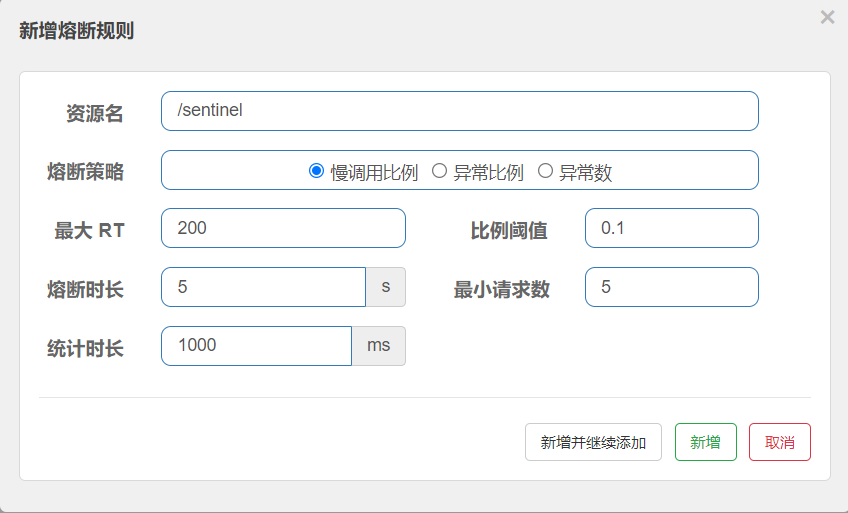 新增熔断规则 ×
资源名 /sentinel
熔断策略 慢调用比例 异常比例 异常数
最大 RT 200 比例阈值 0.1
熔断时长 5 s 最小请求数 5
统计时长 1000 ms
新增并继续添加 新增 取消